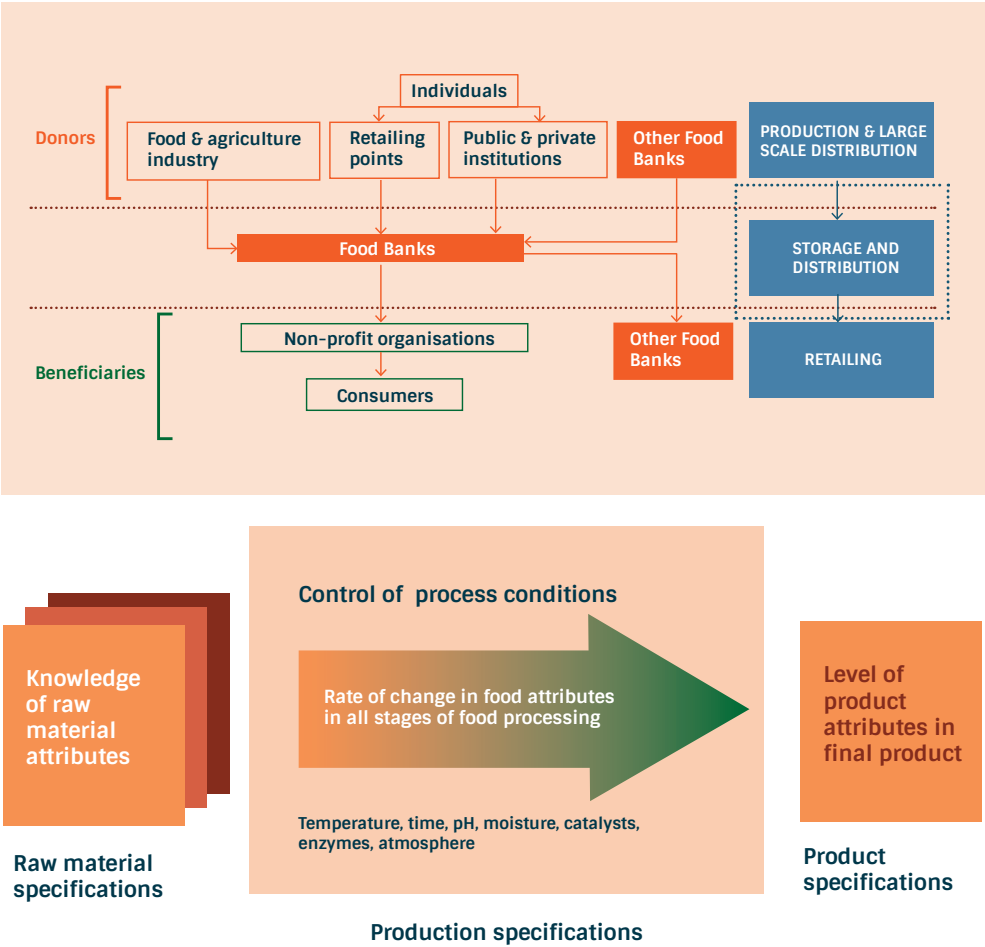 Individuals
Donors
Food & agriculture
industry
Retailing
points
Public & private
institutions
Other Food
Banks
PRODUCTION & LARGE
SCALE DISTRIBUTION
Food Banks
STORAGE AND
DISTRIBUTION
Beneficiaries
Non-profit organisations
Other Food
Banks
RETAILING
Consumers
Knowledge
of raw
material
attributes
Raw material
specifications
Control of process conditions
Rate of change in food attributes
in all stages of food processing
Temperature, time, pH, moisture, catalysts,
enzymes, atmosphere
Production specifications
Level of
product
attributes in
final product
Product
specifications